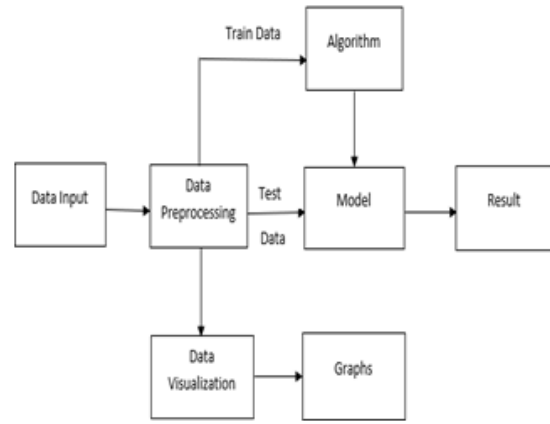 Train Data
Algorithm
Data Input
Data
Preprocessing
Test
Data
Model
Result
Data
Visualization
Graphs